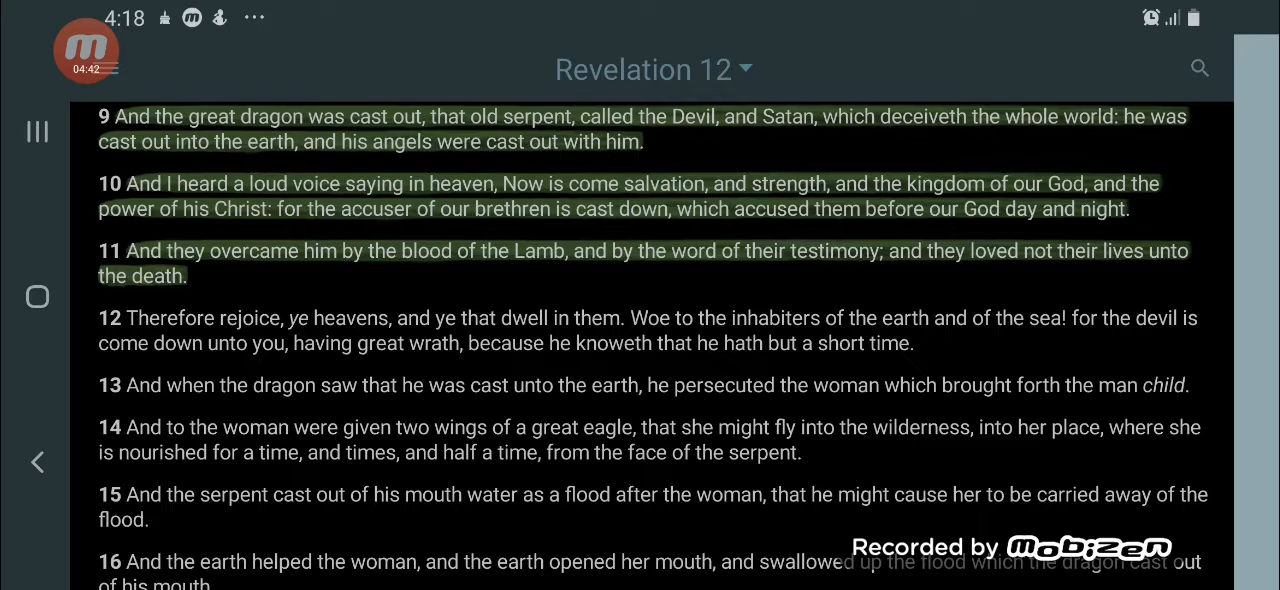 4:18
04:42
Revelation 12
9 And the great dragon was cast out, that old serpent, called the Devil, and Satan, which deceiveth the whole world: he was
cast out into the earth, and his angels were cast out with him.
10 And I heard a loud voice saying in heaven, Now is come salvation, and strength, and the kingdom of our God, and the
power of his Christ: for the accuser of our brethren is cast down, which accused them before our God day and night.
11 And they overcame him by the blood of the Lamb, and by the word of their testimony; and they loved not their lives unto
the death.
12 Therefore rejoice, ye heavens, and ye that dwell in them. Woe to the inhabiters of the earth and of the sea! for the devil is
come down unto you, having great wrath, because he knoweth that he hath but a short time.
13 And when the dragon saw that he was cast unto the earth, he persecuted the woman which brought forth the man child.
14 And to the woman were given two wings of a great eagle, that she might fly into the wilderness, into her place, where she
is nourished for a time, and times, and half a time, from the face of the serpent.
15 And the serpent cast out of his mouth water as a flood after the woman, that he might cause her to be carried away of the
flood.
Recorded by mobizen
16 And the earth helped the woman, and the earth opened her mouth, and swallowed up the flood which the dragon cast out
of his mouth